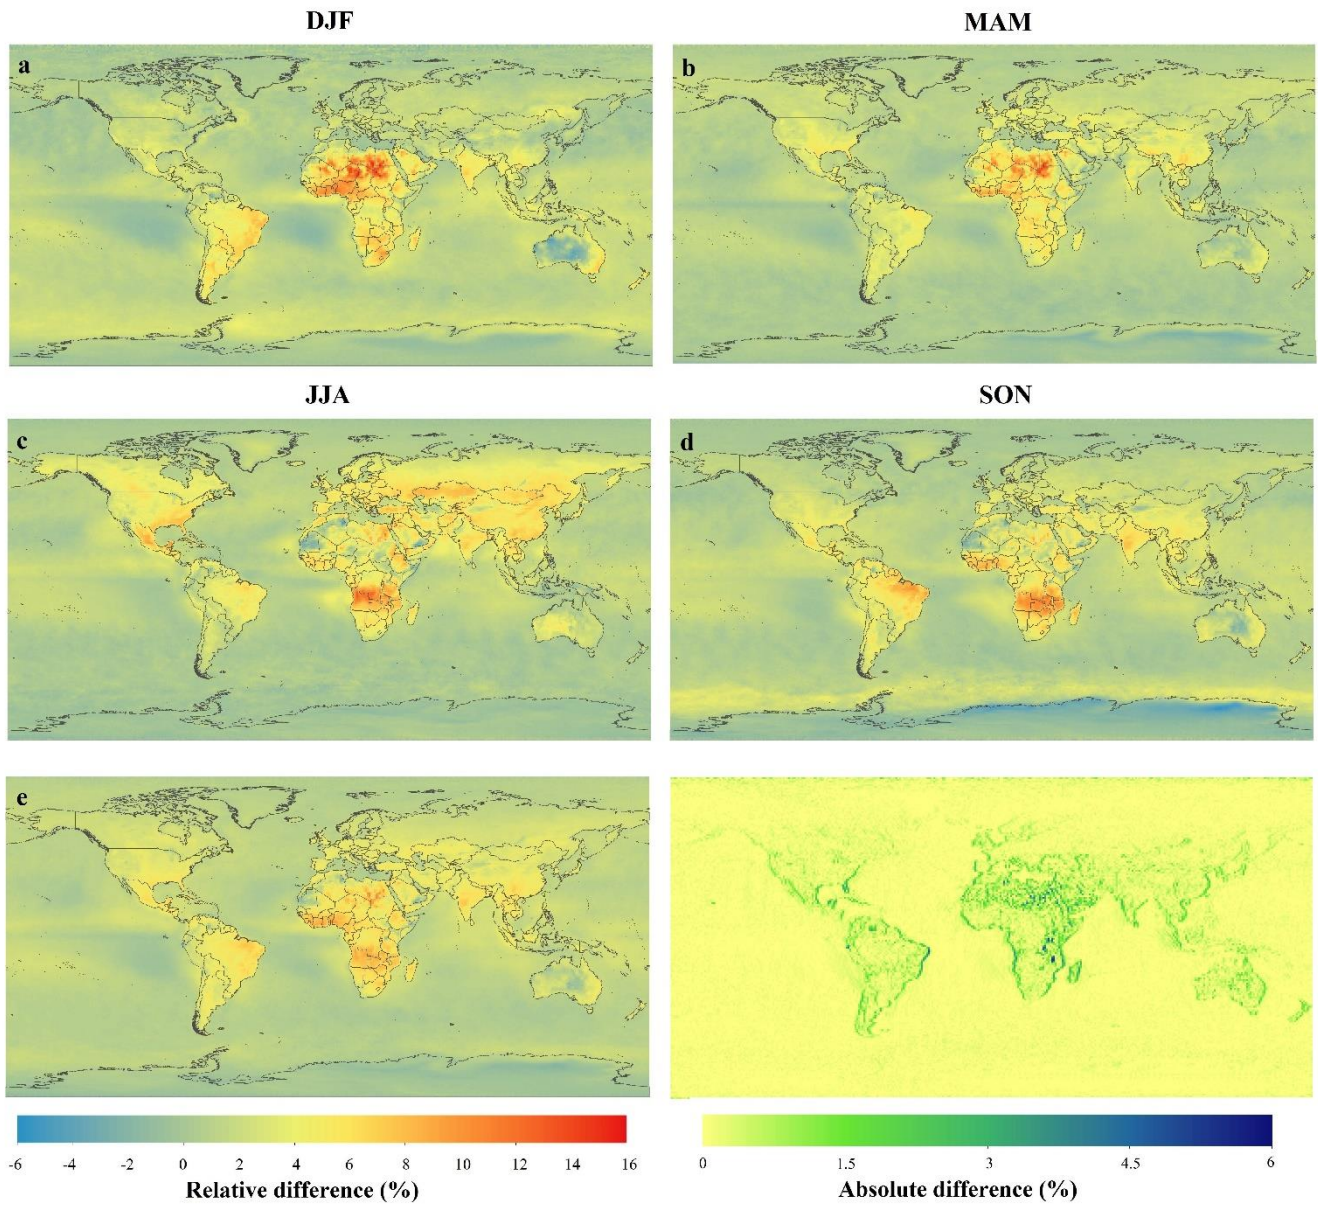 DJF
MAM
a
b
JJA
SON
c
d
e
-6 -4 -2 0 2 4 6 8 10 12 14 16
Relative difference (%)
0 1.5 3 4.5 6
Absolute difference (%)